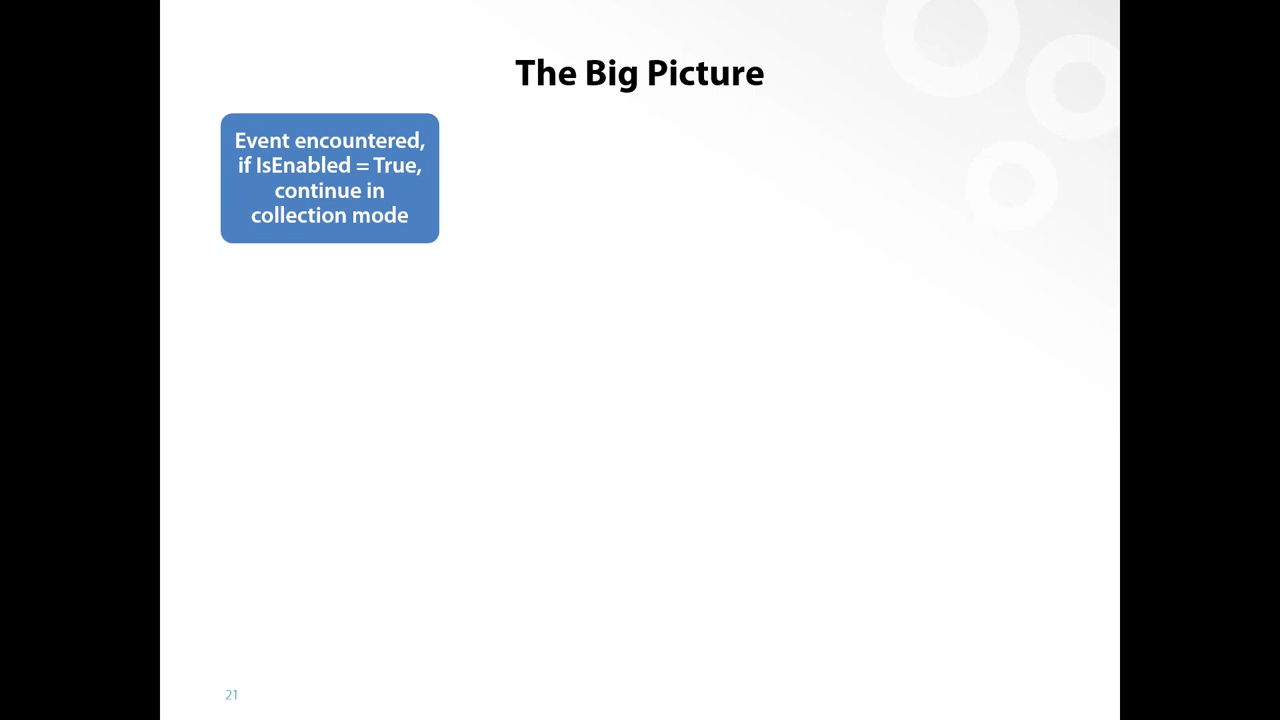 The Big Picture
Event encountered,
if IsEnabled = True,
continue in
collection mode
21